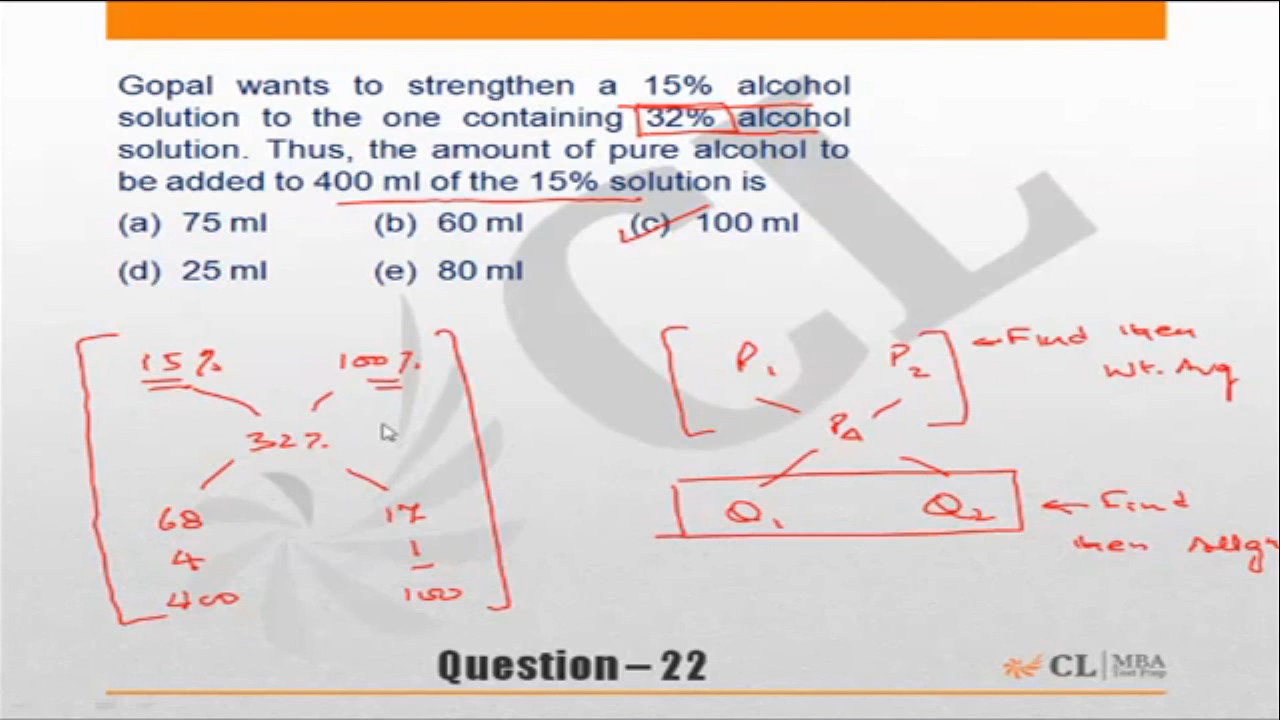 Gopal wants to strengthen a 15% alcohol
solution to the one containing 32% alcohol
solution. Thus, the amount of pure alcohol to
be added to 400 ml of the 15% solution is
(a) 75 ml (b) 60 ml (c) 100 ml
(d) 25 ml (e) 80 ml
15% 100%
32%
68 17
4 1
400 100
P1 P2
PA
Q1 Q2
← Find then
Wt. Avg
← Find
then
Question – 22
CL MBA
Test Prep
CL